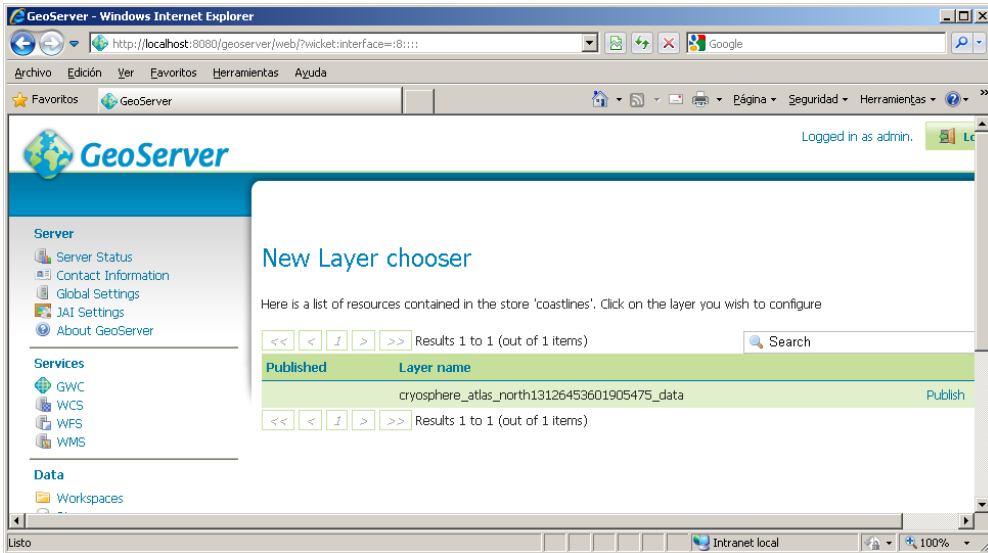 GeoServer - Windows Internet Explorer
http://localhost:8080/geoserver/web/?wicket:interface=:8::::
Google
Archivo Edición Ver Favoritos Herramientas Ayuda
Favoritos GeoServer
Página Seguridad Herramientas
GeoServer
Logged in as admin.
Server
Server Status
Contact Information
Global Settings
JAI Settings
About GeoServer
Services
GWC
WCS
WFS
WMS
Data
Workspaces
New Layer chooser
Here is a list of resources contained in the store 'coastlines'. Click on the layer you wish to configure
<< < 1 > >> Results 1 to 1 (out of 1 items)
Search
Published Layer name
cryosphere_atlas_north13126453601905475_data Publish
<< < 1 > >> Results 1 to 1 (out of 1 items)
Listo Intranet local 100%